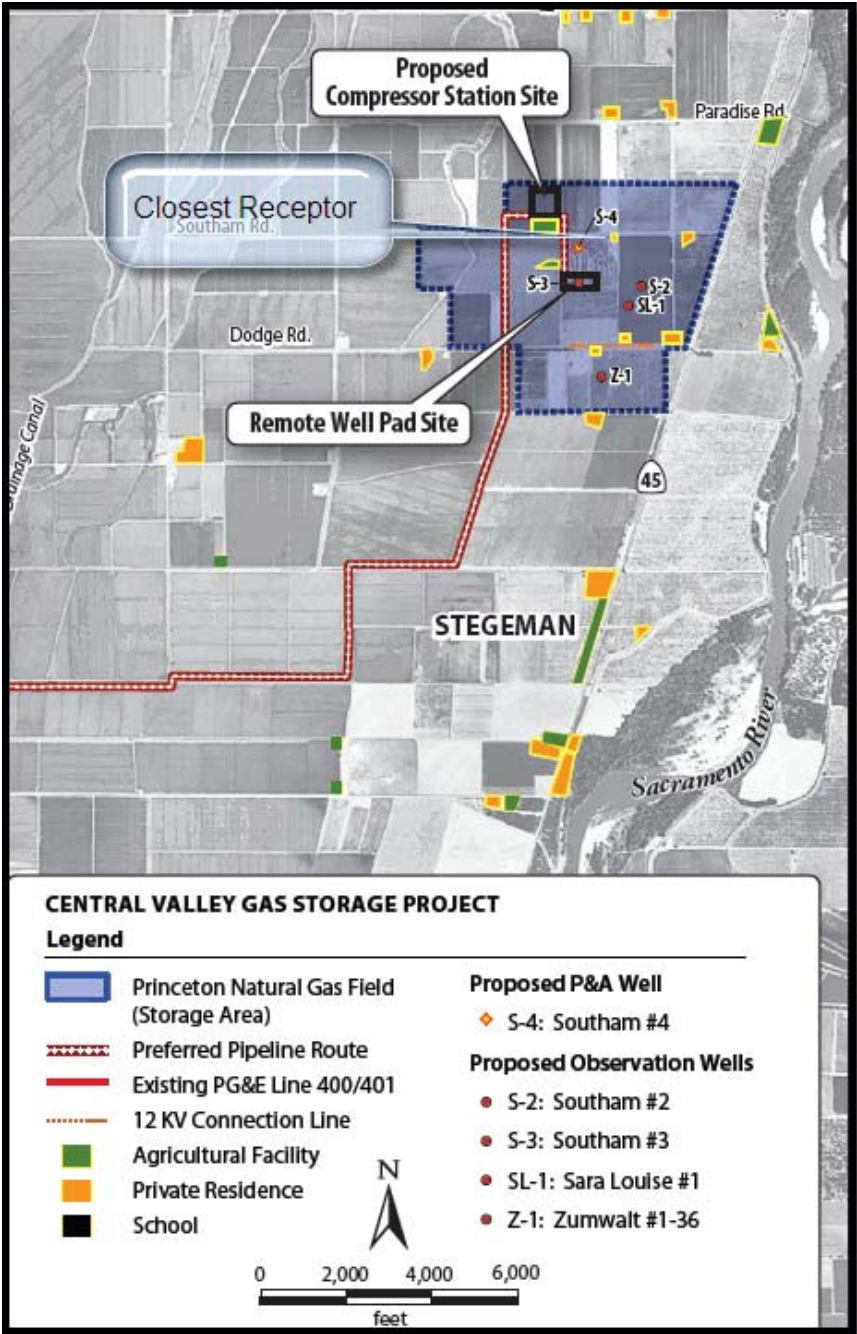 Proposed
Compressor Station Site
Paradise Rd.
Closest Receptor
Southam Rd.
S-4
S-3
S-2
SL-1
Dodge Rd.
Z-1
Remote Well Pad Site
Drainage Canal
45
STEGEMAN
Sacramento River
CENTRAL VALLEY GAS STORAGE PROJECT
Legend
Princeton Natural Gas Field
(Storage Area)
Preferred Pipeline Route
Existing PG&E Line 400/401
12 KV Connection Line
Agricultural Facility
Private Residence
School
Proposed P&A Well
S-4: Southam #4
Proposed Observation Wells
S-2: Southam #2
S-3: Southam #3
SL-1: Sara Louise #1
Z-1: Zumwalt #1-36
N
0 2,000 4,000 6,000
feet